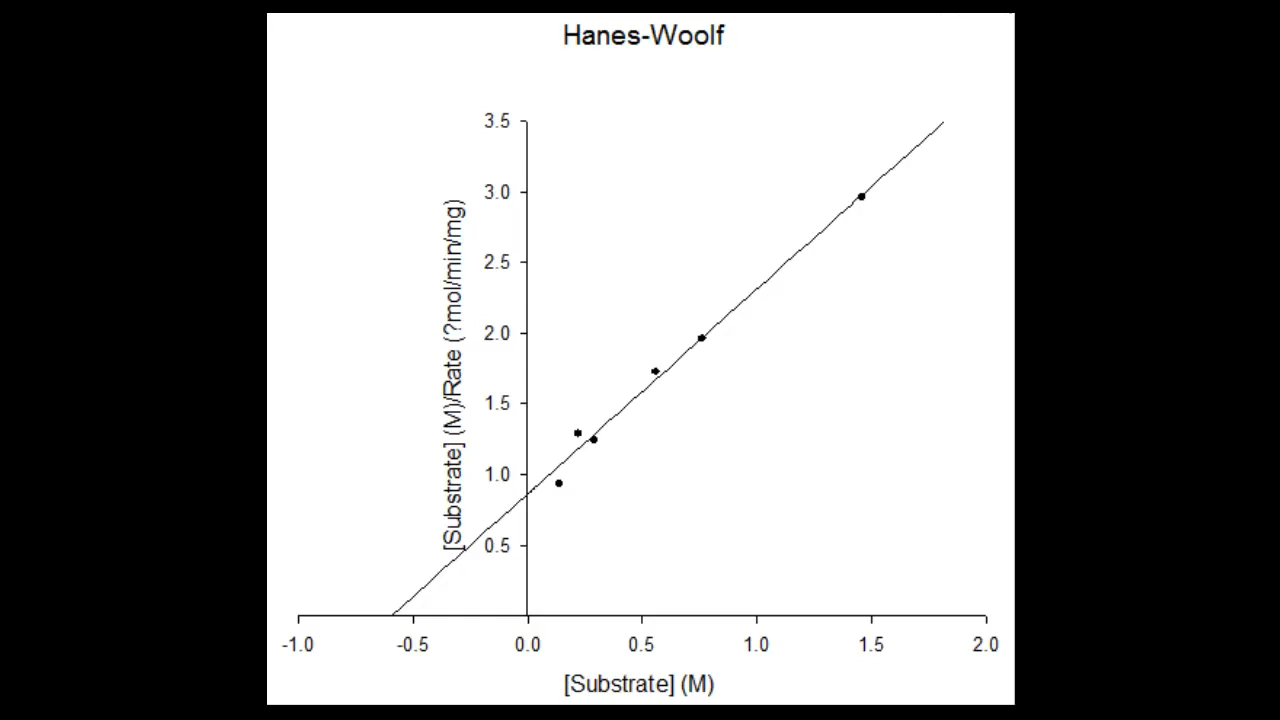 Hanes-Woolf
3.5
3.0
2.5
2.0
1.5
1.0
0.5
[Substrate] (M)/Rate (?mol/min/mg)
-1.0 -0.5 0.0 0.5 1.0 1.5 2.0
[Substrate] (M)